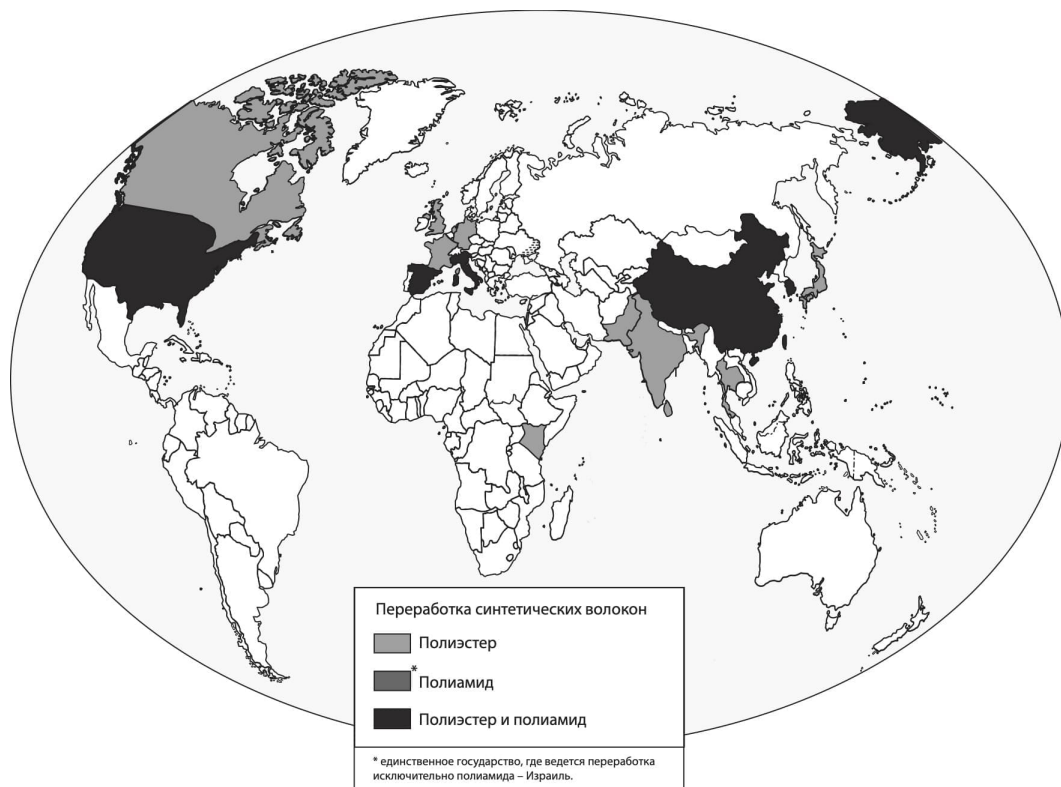 Переработка синтетических волокон
Полиэстер
*
Полиамид
Полиэстер и полиамид
* единственное государство, где ведется переработка
исключительно полиамида – Израиль.